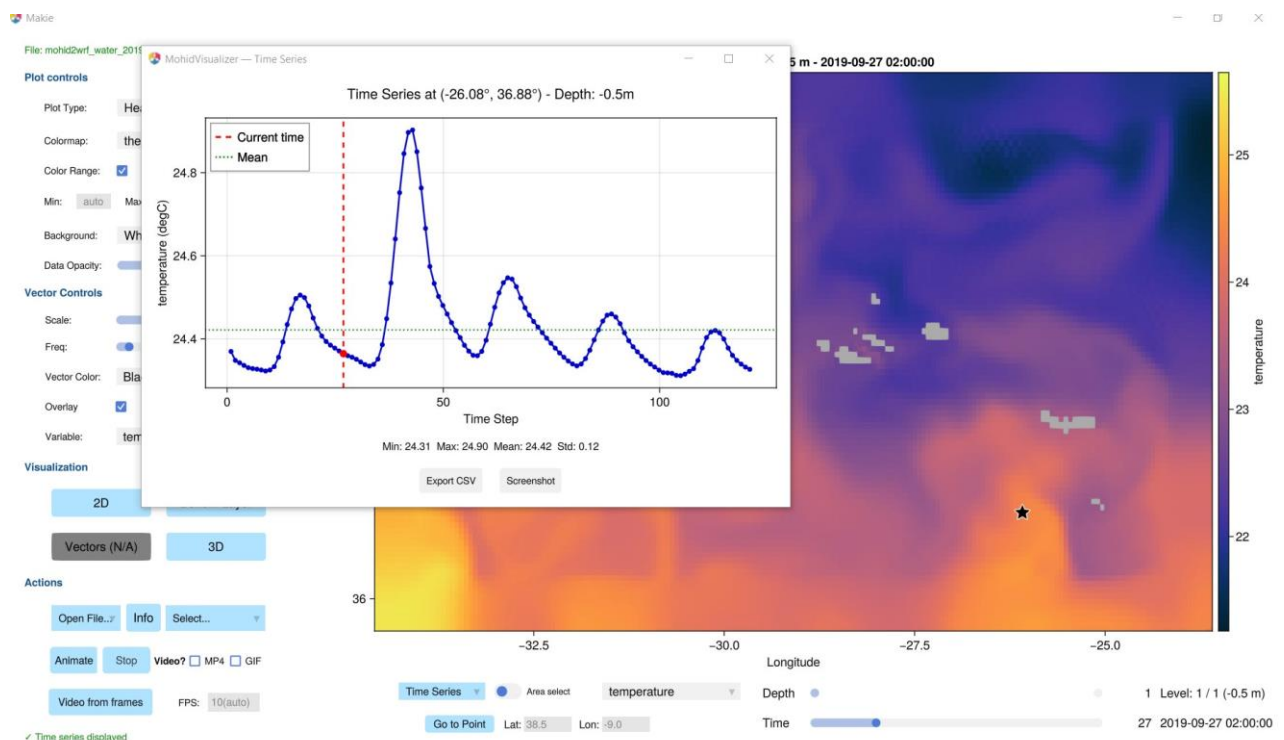 Makie
File: mohid2wrf_water_2019
Plot controls
Plot Type:
Colormap:
Color Range:
Min: auto
Background:
Data Opacity:
Vector Controls
Scale:
Freq:
Vector Color:
Overlay
Variable:
Visualization
2D
Vectors (N/A) 3D
Actions
Open File... Info Select...
Animate Stop Video? MP4 GIF
Video from frames FPS: 10(auto)
✓ Time series displayed
MohidVisualizer — Time Series
Time Series at (-26.08°, 36.88°) - Depth: -0.5m
Current time
Mean
temperature (degC)
24.8
24.6
24.4
0 50 100
Time Step
Min: 24.31 Max: 24.90 Mean: 24.42 Std: 0.12
Export CSV Screenshot
5 m - 2019-09-27 02:00:00
25
24
23
22
temperature
36
-32.5 -30.0 -27.5 -25.0
Longitude
Time Series Area select temperature
Go to Point Lat: 38.5 Lon: -9.0
Depth 1 Level: 1 / 1 (-0.5 m)
Time 27 2019-09-27 02:00:00